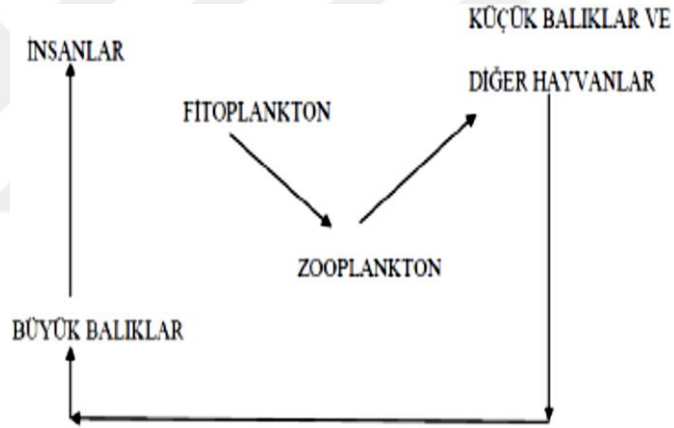 KÜÇÜK BALIKLAR VE
DİĞER HAYVANLAR
İNSANLAR
FİTOPLANKTON
ZOOPLANKTON
BÜYÜK BALIKLAR